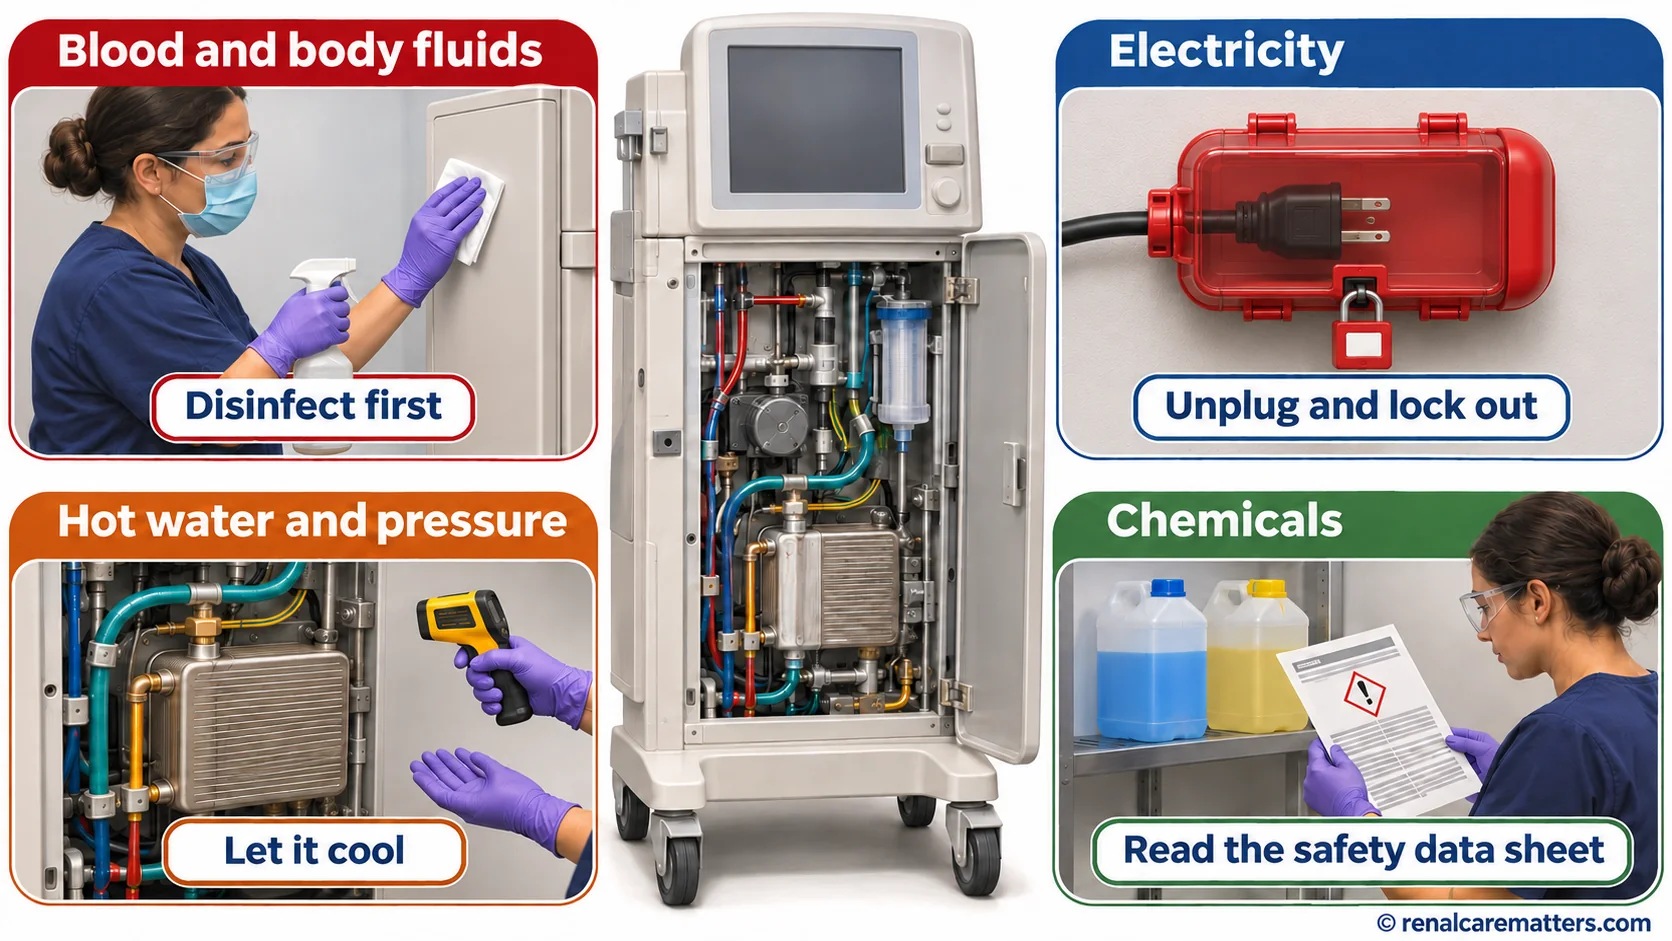 Blood and body fluids
Disinfect first
Electricity
Unplug and lock out
Hot water and pressure
Let it cool
Chemicals
Read the safety data sheet
© renalcarematters.com